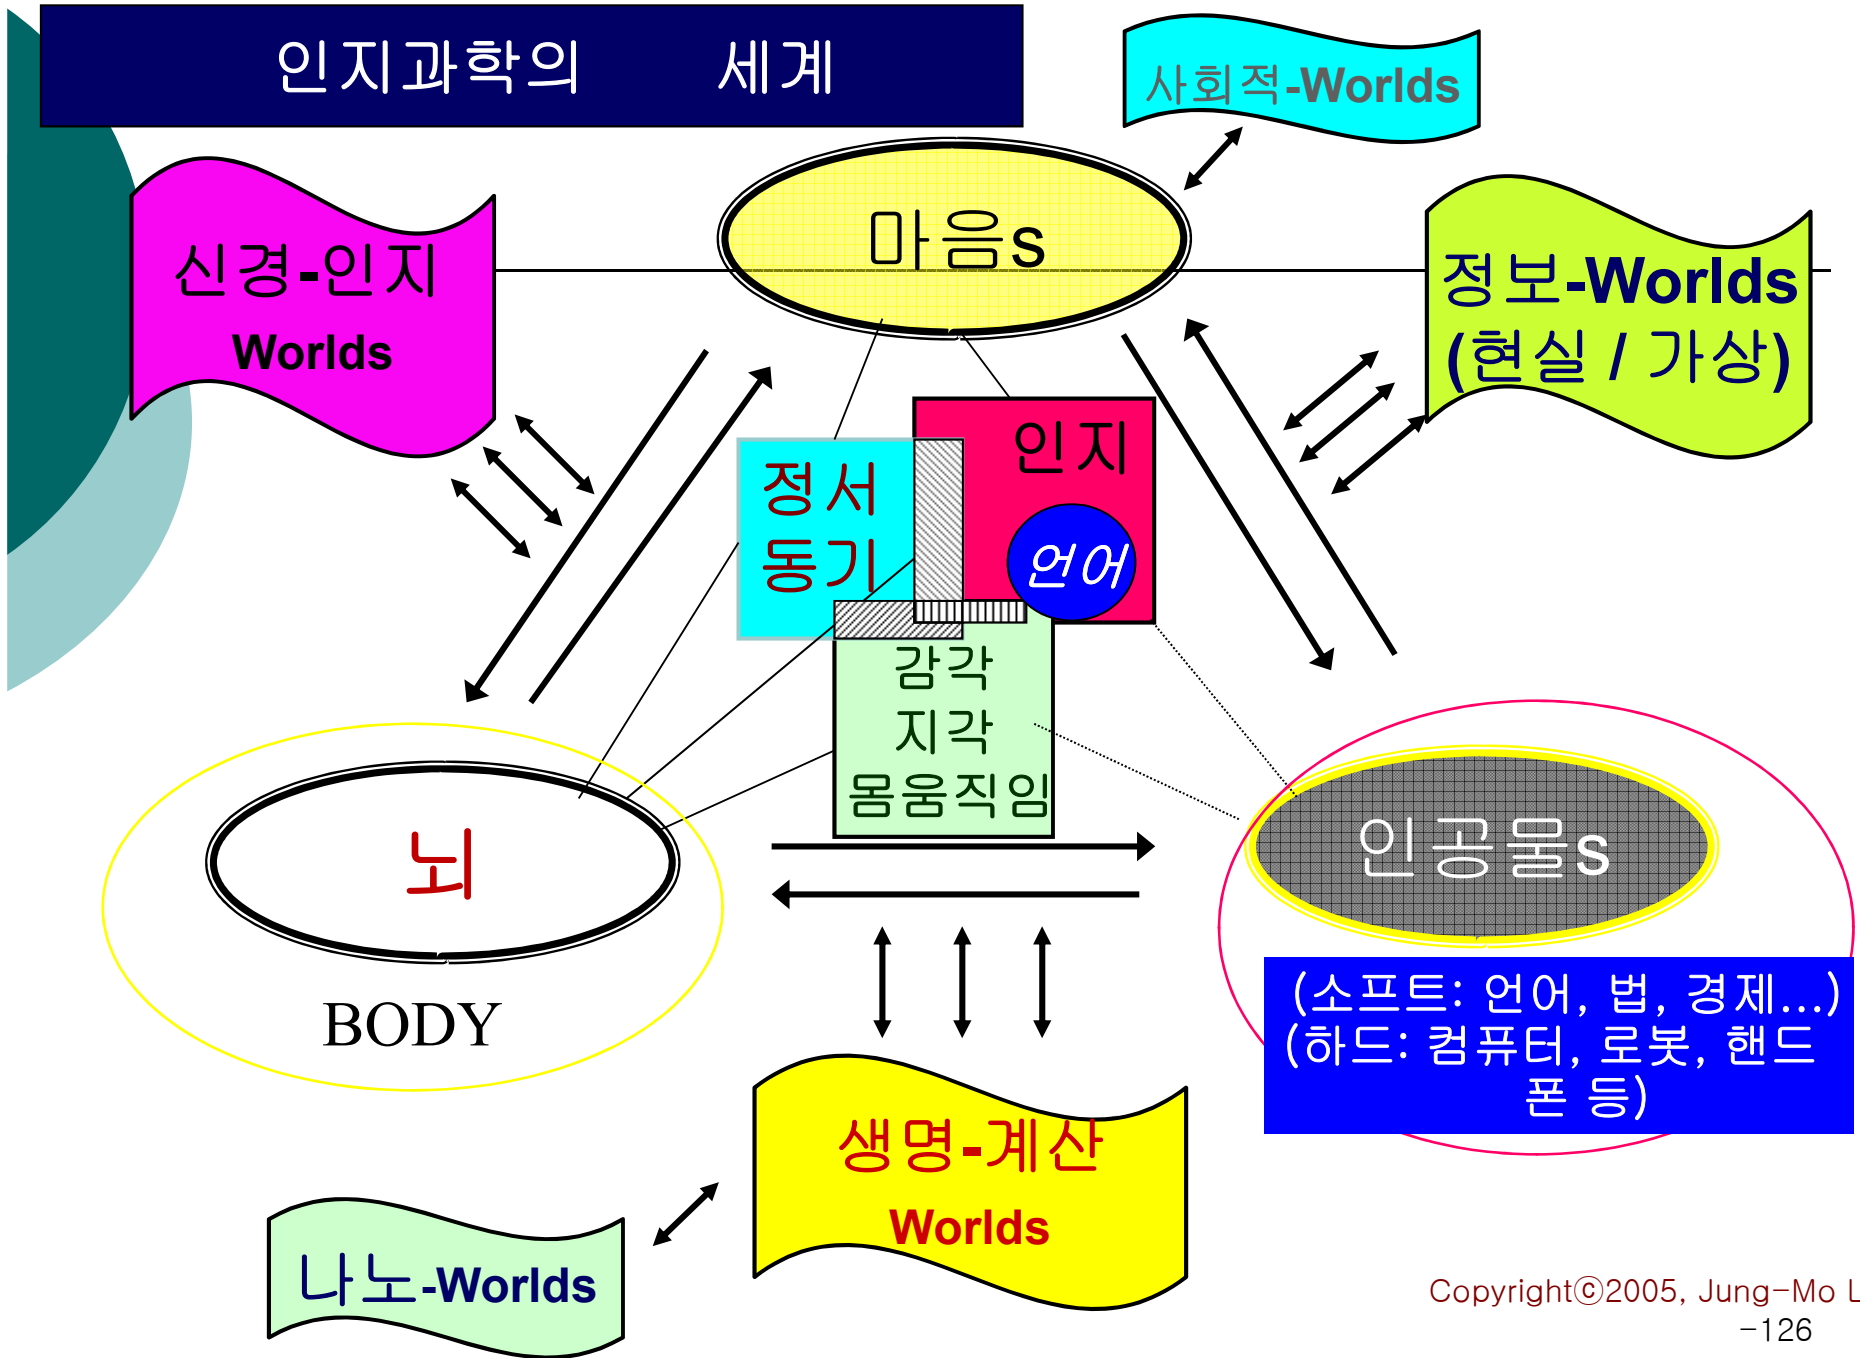 인지과학의 세계
사회적-Worlds
마음s
신경-인지
Worlds
정보-Worlds
(현실 / 가상)
인지
정서
동기
언어
감각
지각
몸움직임
뇌
BODY
인공물s
(소프트: 언어, 법, 경제...)
(하드: 컴퓨터, 로봇, 핸드
폰 등)
생명-계산
Worlds
나노-Worlds
Copyrightⓒ2005, Jung-Mo L
-126